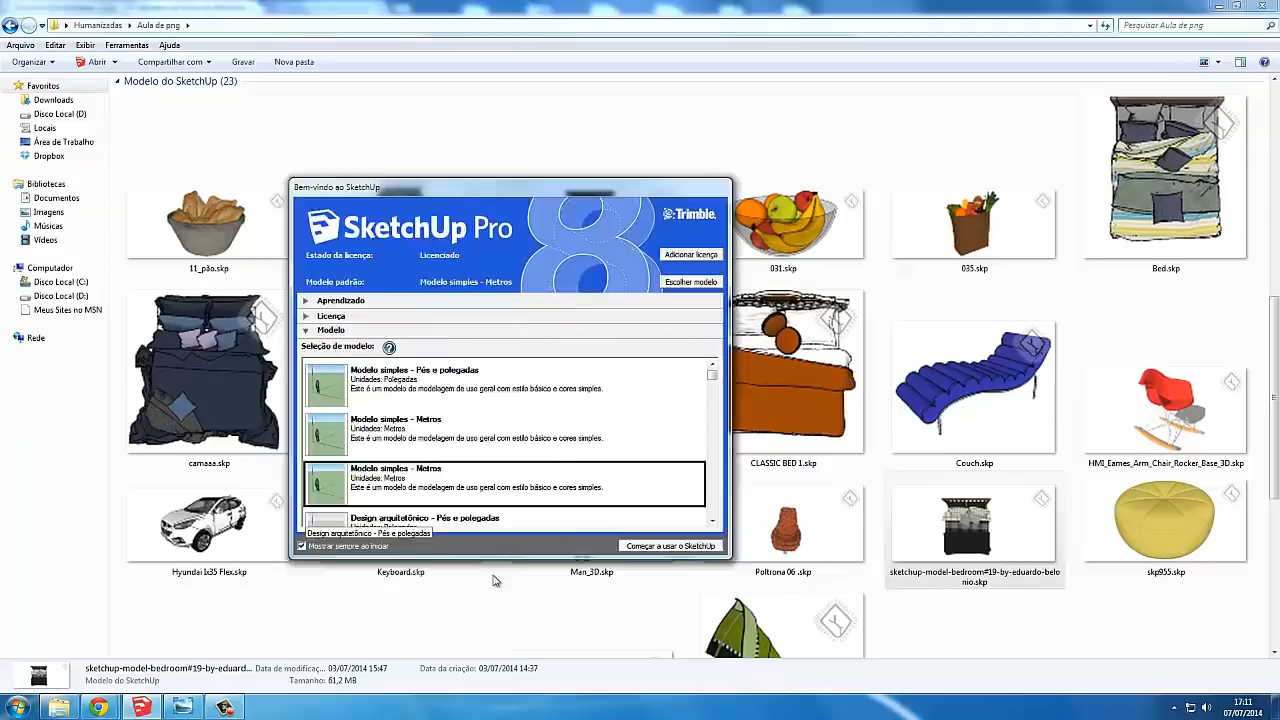 Humanizadas
Aula de png
Pesquisar Aula de png
Arquivo Editar Exibir Ferramentas Ajuda
Organizar Abrir Compartilhar com Gravar Nova pasta
Favoritos
Downloads
Disco Local (D)
Locais
Área de Trabalho
Dropbox
Bibliotecas
Documentos
Imagens
Músicas
Vídeos
Computador
Disco Local (C:)
Disco Local (D:)
Meus Sites no MSN
Rede
Modelo do SketchUp (23)
11_pão.skp
031.skp
035.skp
Bed.skp
camaaa.skp
CLASSIC BED 1.skp
Couch.skp
HMI_Eames_Arm_Chair_Rocker_Base_3D.skp
Hyundai Ix35 Flex.skp
Keyboard.skp
Man_3D.skp
Poltrona 06 .skp
sketchup-model-bedroom#19-by-eduardo-belo
nio.skp
skp955.skp
Bem-vindo ao SketchUp
SketchUp Pro
8
Trimble.
Estado da licença: Licenciado
Adicionar licença
Modelo padrão: Modelo simples - Metros
Escolher modelo
Aprendizado
Licença
Modelo
Seleção de modelo:
Modelo simples - Pés e polegadas
Unidades: Polegadas
Este é um modelo de modelagem de uso geral com estilo básico e cores simples.
Modelo simples - Metros
Unidades: Metros
Este é um modelo de modelagem de uso geral com estilo básico e cores simples.
Modelo simples - Metros
Unidades: Metros
Este é um modelo de modelagem de uso geral com estilo básico e cores simples.
Design arquitetônico - Pés e polegadas
Design arquitetônico - Pés e polegadas
Mostrar sempre ao iniciar
Começar a usar o SketchUp
sketchup-model-bedroom#19-by-eduard... Data de modificaç... 03/07/2014 15:47 Data da criação: 03/07/2014 14:37
Modelo do SketchUp Tamanho: 61,2 MB
17:11
07/07/2014